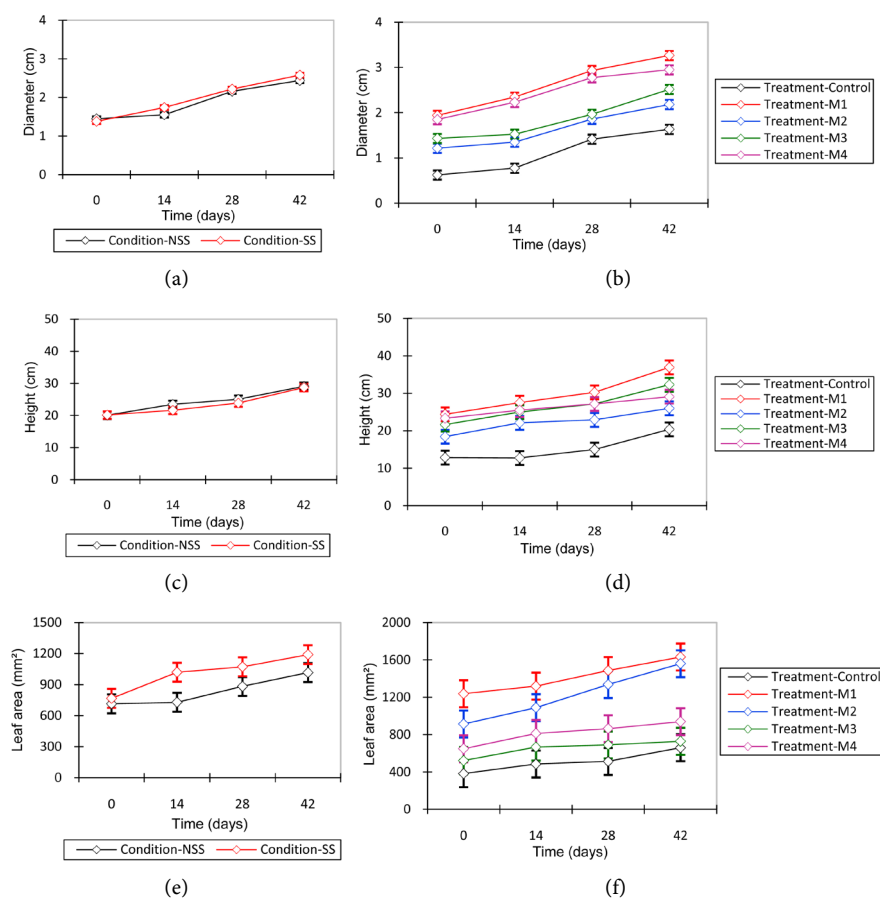 4
3
2
1
0
Diameter (cm)
0 14 28 42
Time (days)
Condition-NSS Condition-SS
(a)
4
3
2
1
0
Diameter (cm)
0 14 28 42
Time (days)
Treatment-Control
Treatment-M1
Treatment-M2
Treatment-M3
Treatment-M4
(b)
50
40
30
20
10
0
Height (cm)
0 14 28 42
Time (days)
Condition-NSS Condition-SS
(c)
50
40
30
20
10
0
Height (cm)
0 14 28 42
Time (days)
Treatment-Control
Treatment-M1
Treatment-M2
Treatment-M3
Treatment-M4
(d)
1500
1200
900
600
300
0
Leaf area (mm²)
0 14 28 42
Time (days)
Condition-NSS Condition-SS
(e)
2000
1600
1200
800
400
0
Leaf area (mm²)
0 14 28 42
Time (days)
Treatment-Control
Treatment-M1
Treatment-M2
Treatment-M3
Treatment-M4
(f)